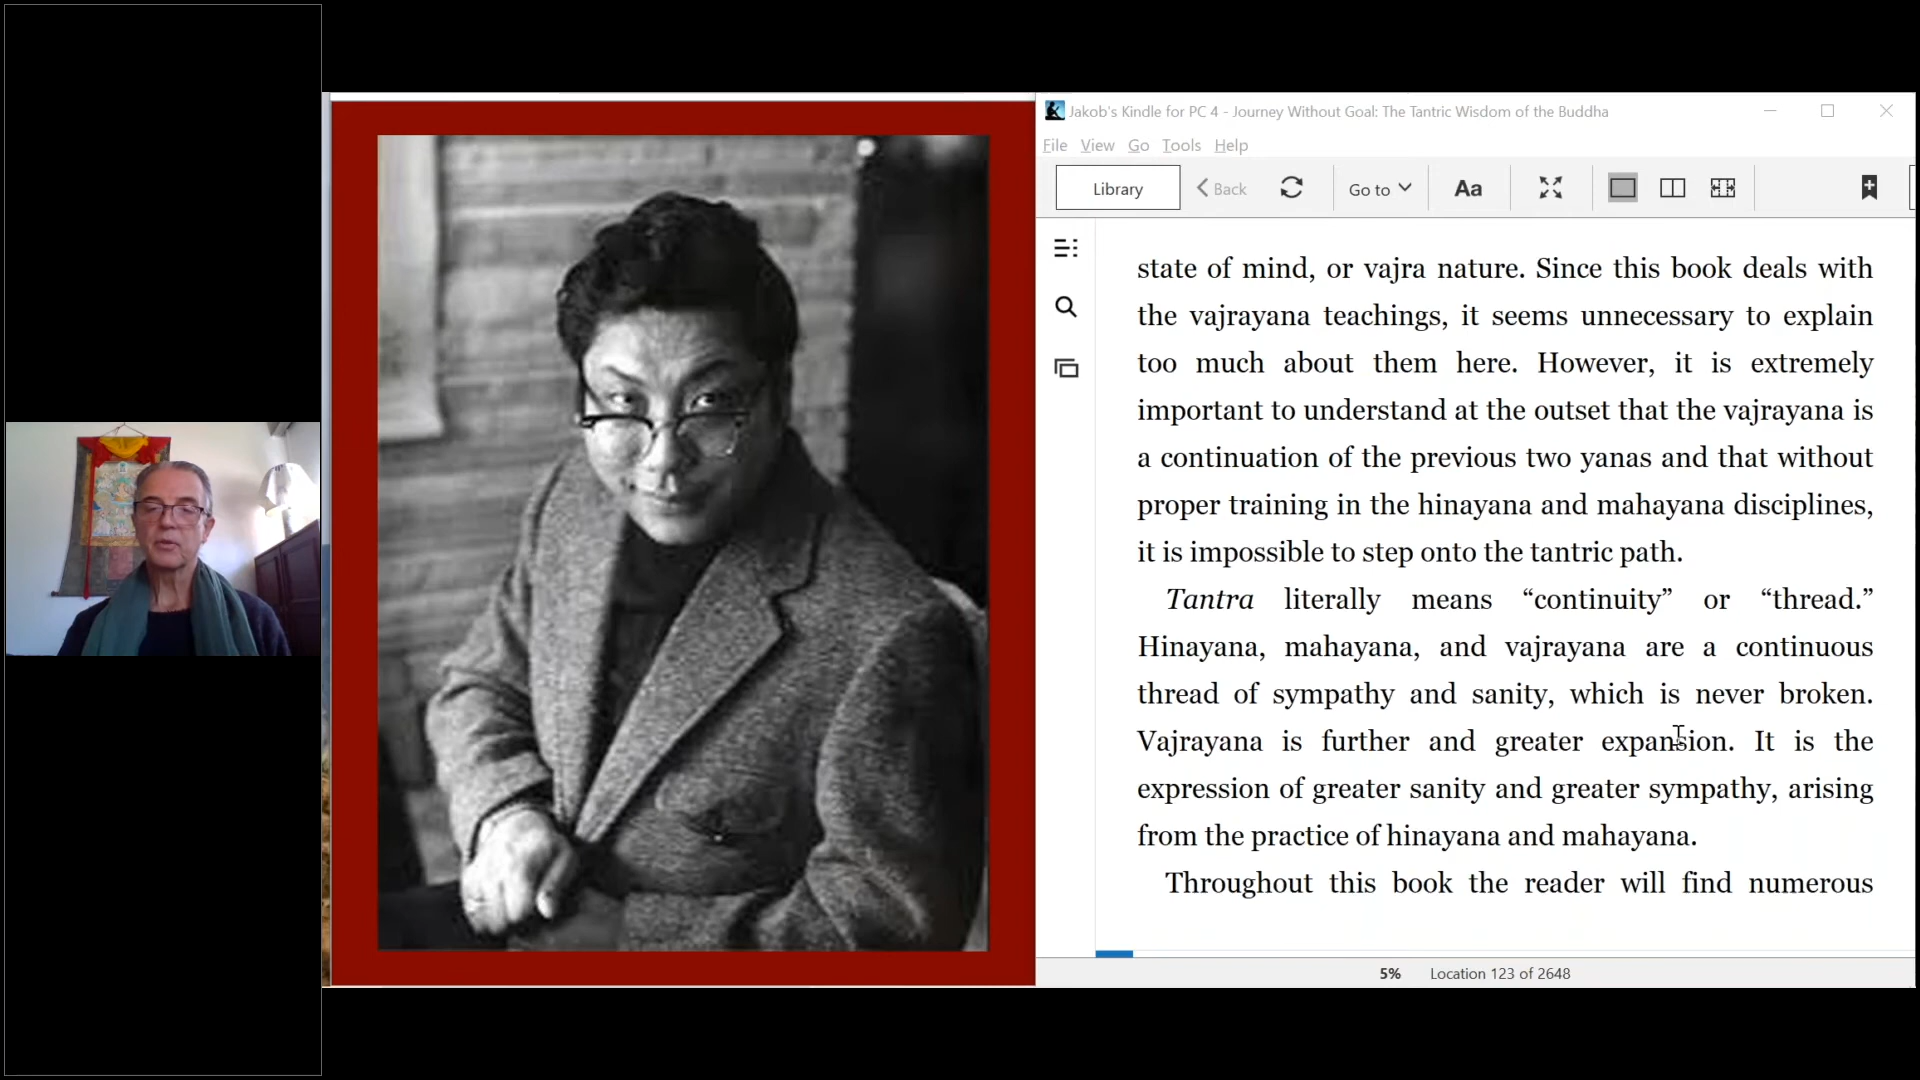 Jakob's Kindle for PC 4 - Journey Without Goal: The Tantric Wisdom of the Buddha
File View Go Tools Help
Library Back Go to Aa
state of mind, or vajra nature. Since this book deals with
the vajrayana teachings, it seems unnecessary to explain
too much about them here. However, it is extremely
important to understand at the outset that the vajrayana is
a continuation of the previous two yanas and that without
proper training in the hinayana and mahayana disciplines,
it is impossible to step onto the tantric path.
Tantra literally means “continuity” or “thread.”
Hinayana, mahayana, and vajrayana are a continuous
thread of sympathy and sanity, which is never broken.
Vajrayana is further and greater expansion. It is the
expression of greater sanity and greater sympathy, arising
from the practice of hinayana and mahayana.
Throughout this book the reader will find numerous
5% Location 123 of 2648